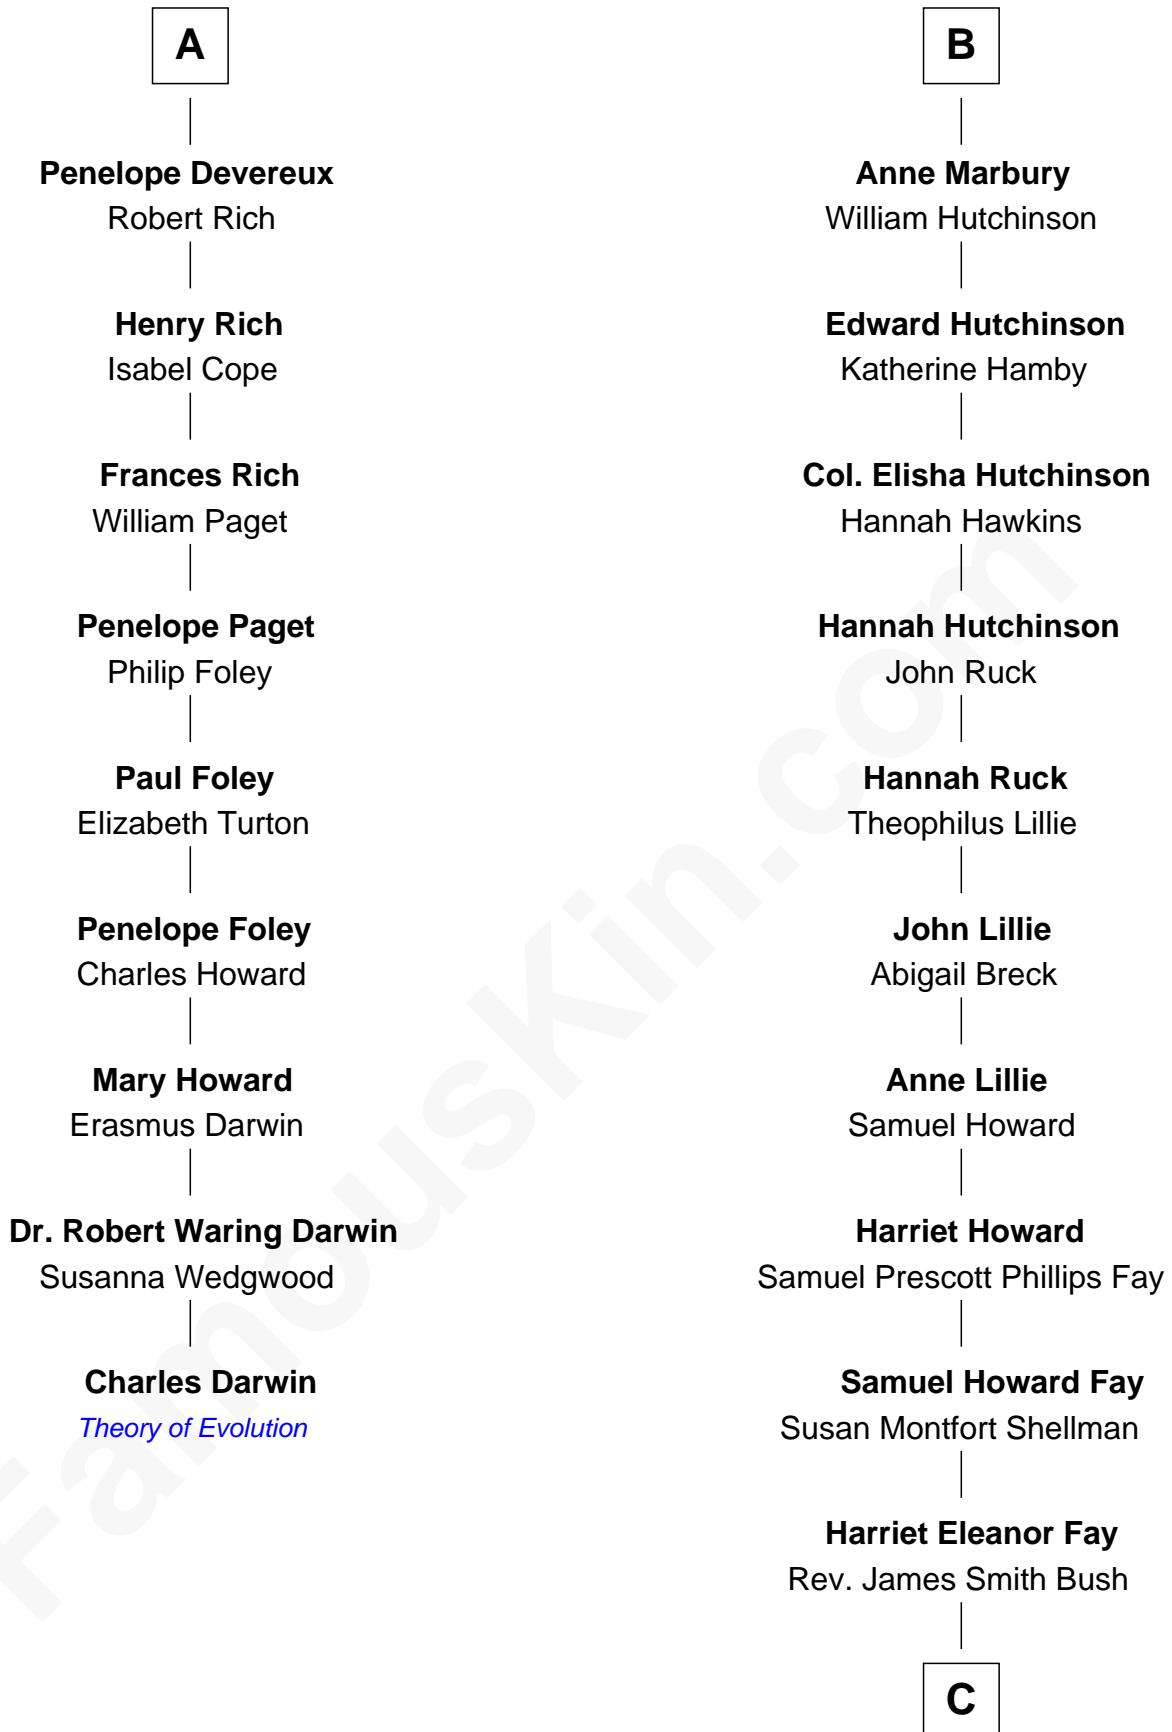 A
Penelope Devereux
Robert Rich
Henry Rich
Isabel Cope
Frances Rich
William Paget
Penelope Paget
Philip Foley
Paul Foley
Elizabeth Turton
Penelope Foley
Charles Howard
Mary Howard
Erasmus Darwin
Dr. Robert Waring Darwin
Susanna Wedgwood
Charles Darwin
Theory of Evolution
B
Anne Marbury
William Hutchinson
Edward Hutchinson
Katherine Hamby
Col. Elisha Hutchinson
Hannah Hawkins
Hannah Hutchinson
John Ruck
Hannah Ruck
Theophilus Lillie
John Lillie
Abigail Breck
Anne Lillie
Samuel Howard
Harriet Howard
Samuel Prescott Phillips Fay
Samuel Howard Fay
Susan Montfort Shellman
Harriet Eleanor Fay
Rev. James Smith Bush
C
FamousKin.com